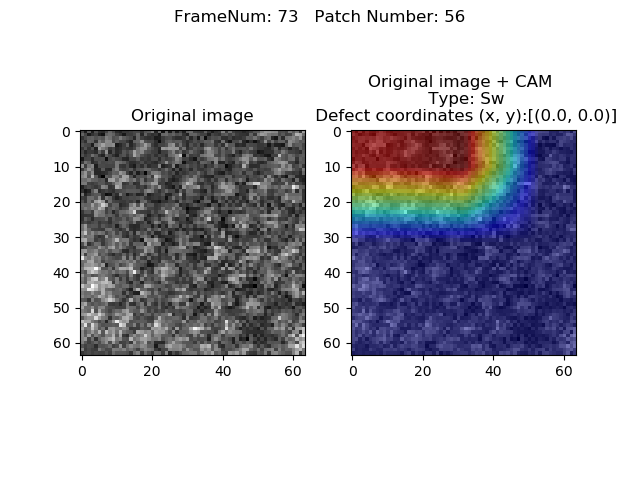 FrameNum: 73   Patch Number: 56
Original image
0
10
20
30
40
50
60
0 20 40 60
Original image + CAM
Type: Sw
Defect coordinates (x, y):[(0.0, 0.0)]
0
10
20
30
40
50
60
0 20 40 60